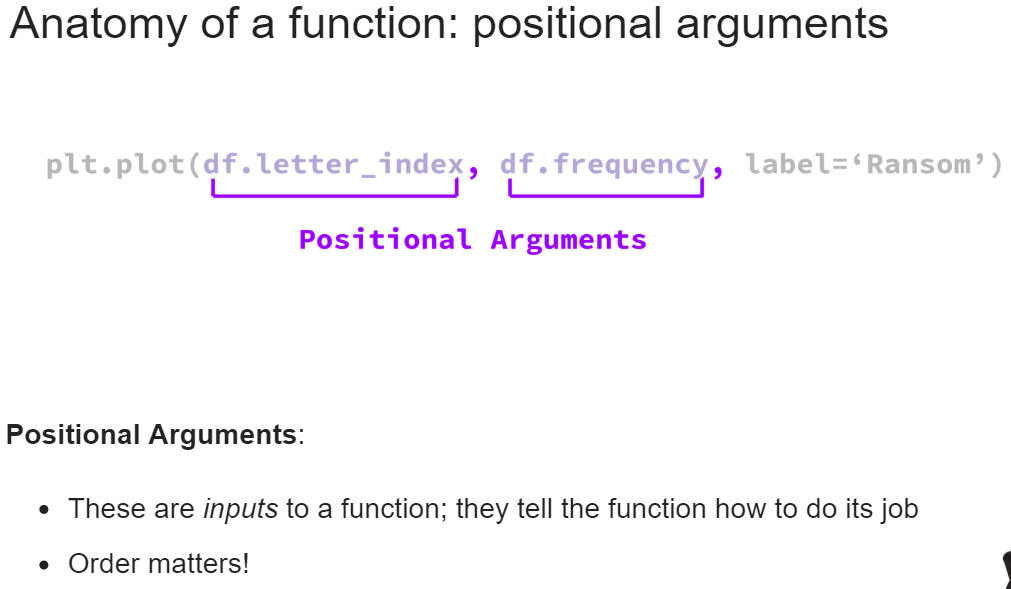 Anatomy of a function: positional arguments
plt.plot(df.letter_index, df.frequency, label=‘Ransom’)
Positional Arguments
Positional Arguments:
• These are inputs to a function; they tell the function how to do its job
• Order matters!